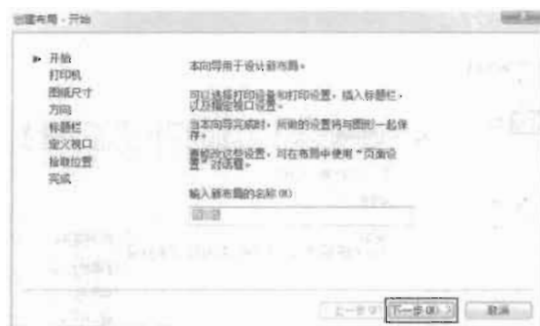 创建布局 - 开始
开始
打印机
图纸尺寸
方向
标题栏
定义视口
拾取位置
完成
本向导用于设计新布局。
可以选择打印设备和打印设置，插入标题栏，
以及指定视口设置。
当本向导完成时，所做的设置将与图形一起保
存。
要修改这些设置，可在布局中使用“页面设
置”对话框。
输入新布局的名称(M)
下一步(N) >
取消